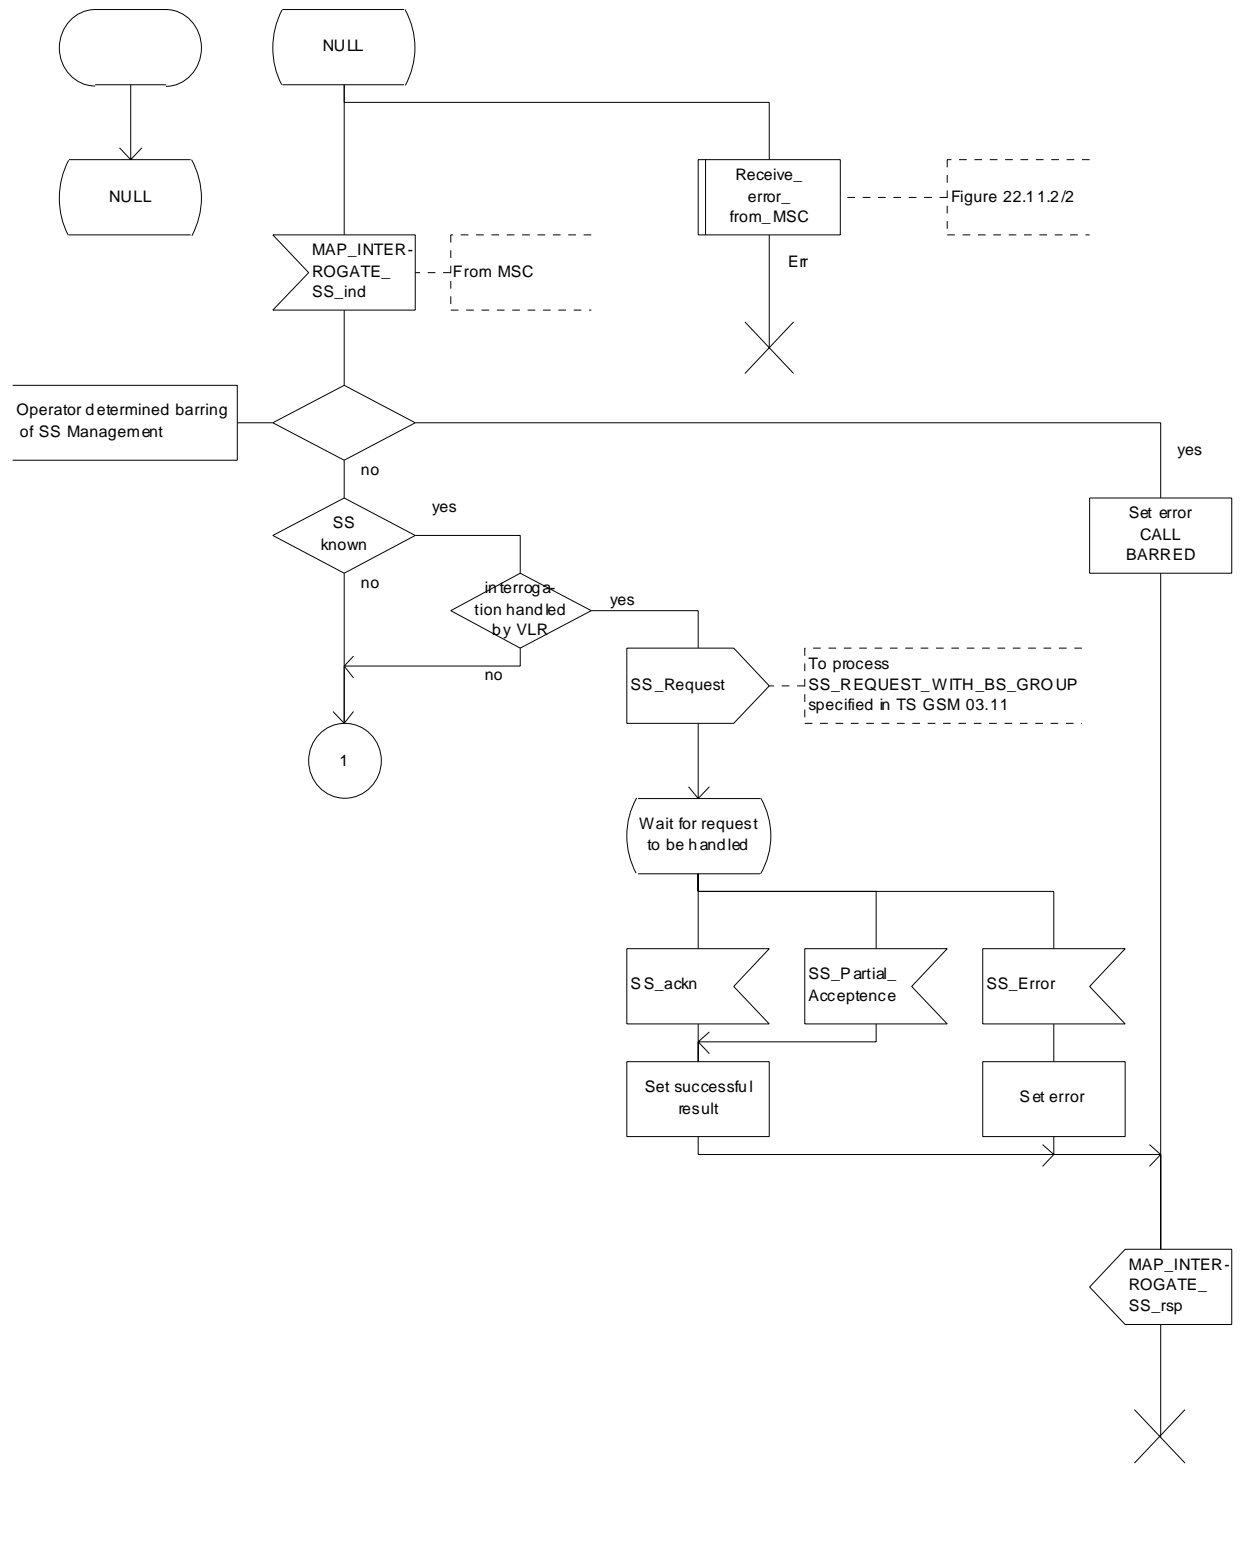 NULL
NULL
Receive_
error_
from_MSC
Figure 22.11.2/2
MAP_INTER-
ROGATE_
SS_ind
From MSC
Err
Operator determined barring
of SS Management
yes
no
SS
known
yes
Set error
CALL
BARRED
no
interroga-
tion handled
by VLR
yes
no
SS_Request
To process
SS_REQUEST_WITH_BS_GROUP
specified in TS GSM 03.11
1
Wait for request
to be handled
SS_ackn
SS_Partial_
Acceptence
SS_Error
Set successful
result
Set error
MAP_INTER-
ROGATE_
SS_rsp